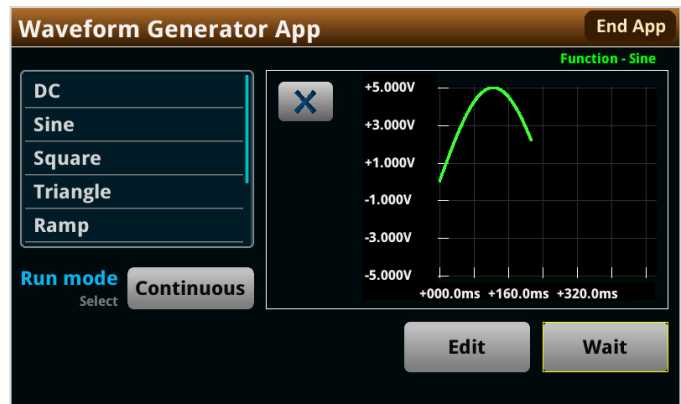 Waveform Generator App
End App
Function - Sine
DC
Sine
Square
Triangle
Ramp
Run mode
Select
Continuous
+5.000V
+3.000V
+1.000V
-1.000V
-3.000V
-5.000V
+000.0ms +160.0ms +320.0ms
Edit
Wait